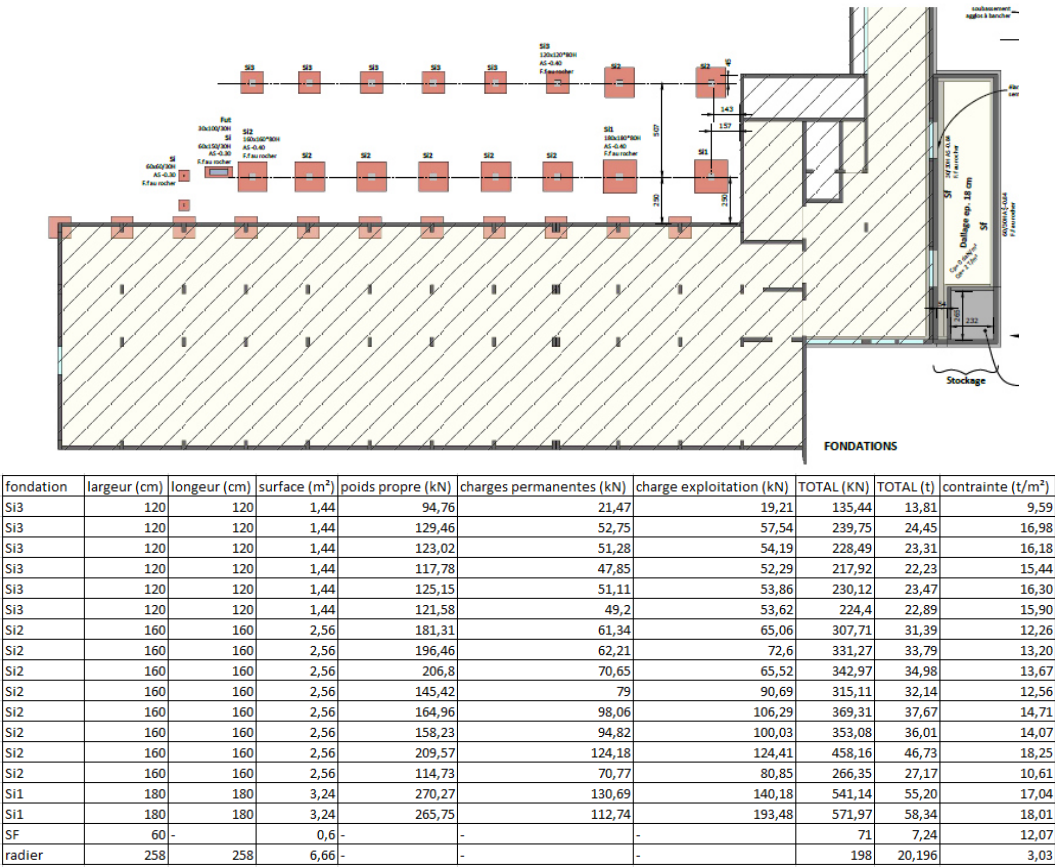 soubassement
agglos à bancher
Si3
120x120*80H
AS -0.40
F.f au rocher
Si3
Si3
Si3
Si3
Si3
Si2
Si2
45
143
157
507
Fut
30x100/30H
Si
60x150/30H
AS -0.30
F.f au rocher
Si2
160x160*80H
AS -0.40
F.f au rocher
Si1
180x180*80H
AS -0.40
F.f au rocher
Si
60x60/30H
AS -0.30
F.f au rocher
Si2
Si2
Si2
Si2
Si2
Si1
250
250
Sf
F.f au rocher
Dallage ep. 18 cm
Sf
F.f au rocher
54
265
232
Stockage
FONDATIONS
fondation largeur (cm) longeur (cm) surface (m²) poids propre (kN) charges permanentes (kN) charge exploitation (kN) TOTAL (KN) TOTAL (t) contrainte (t/m²)
Si3 120 120 1,44 94,76 21,47 19,21 135,44 13,81 9,59
Si3 120 120 1,44 129,46 52,75 57,54 239,75 24,45 16,98
Si3 120 120 1,44 123,02 51,28 54,19 228,49 23,31 16,18
Si3 120 120 1,44 117,78 47,85 52,29 217,92 22,23 15,44
Si3 120 120 1,44 125,15 51,11 53,86 230,12 23,47 16,30
Si3 120 120 1,44 121,58 49,2 53,62 224,4 22,89 15,90
Si2 160 160 2,56 181,31 61,34 65,06 307,71 31,39 12,26
Si2 160 160 2,56 196,46 62,21 72,6 331,27 33,79 13,20
Si2 160 160 2,56 206,8 70,65 65,52 342,97 34,98 13,67
Si2 160 160 2,56 145,42 79 90,69 315,11 32,14 12,56
Si2 160 160 2,56 164,96 98,06 106,29 369,31 37,67 14,71
Si2 160 160 2,56 158,23 94,82 100,03 353,08 36,01 14,07
Si2 160 160 2,56 209,57 124,18 124,41 458,16 46,73 18,25
Si2 160 160 2,56 114,73 70,77 80,85 266,35 27,17 10,61
Si1 180 180 3,24 270,27 130,69 140,18 541,14 55,20 17,04
Si1 180 180 3,24 265,75 112,74 193,48 571,97 58,34 18,01
SF 60 - 0,6 - - - 71 7,24 12,07
radier 258 258 6,66 - - - 198 20,196 3,03